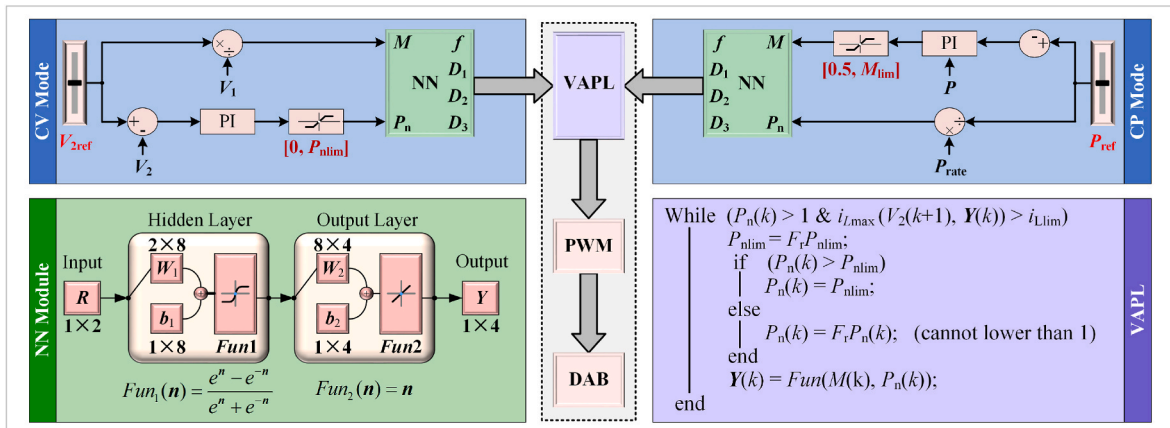 CV Mode
V2ref
×÷
V1
+ -
V2
PI
[0, Pnlim]
M f
D1
NN
D2
Pn D3
VAPL
PWM
DAB
f M
D1
NN
D2
D3 Pn
[0.5, Mlim]
PI
P
- +
×÷
Prate
Pref
CP Mode
NN Module
Input
R
1×2
Hidden Layer
2×8
W1
+
b1
1×8
Fun1
Output Layer
8×4
W2
+
b2
1×4
Fun2
Output
Y
1×4
Fun1(n) = (e^n − e^−n) / (e^n + e^−n)
Fun2(n) = n
While (Pn(k) > 1 & iLmax (V2(k+1), Y(k)) > iLlim)
Pnlim = FrPnlim;
if (Pn(k) > Pnlim)
Pn(k) = Pnlim;
else
Pn(k) = FrPn(k); (cannot lower than 1)
end
Y(k) = Fun(M(k), Pn(k));
end
VAPL